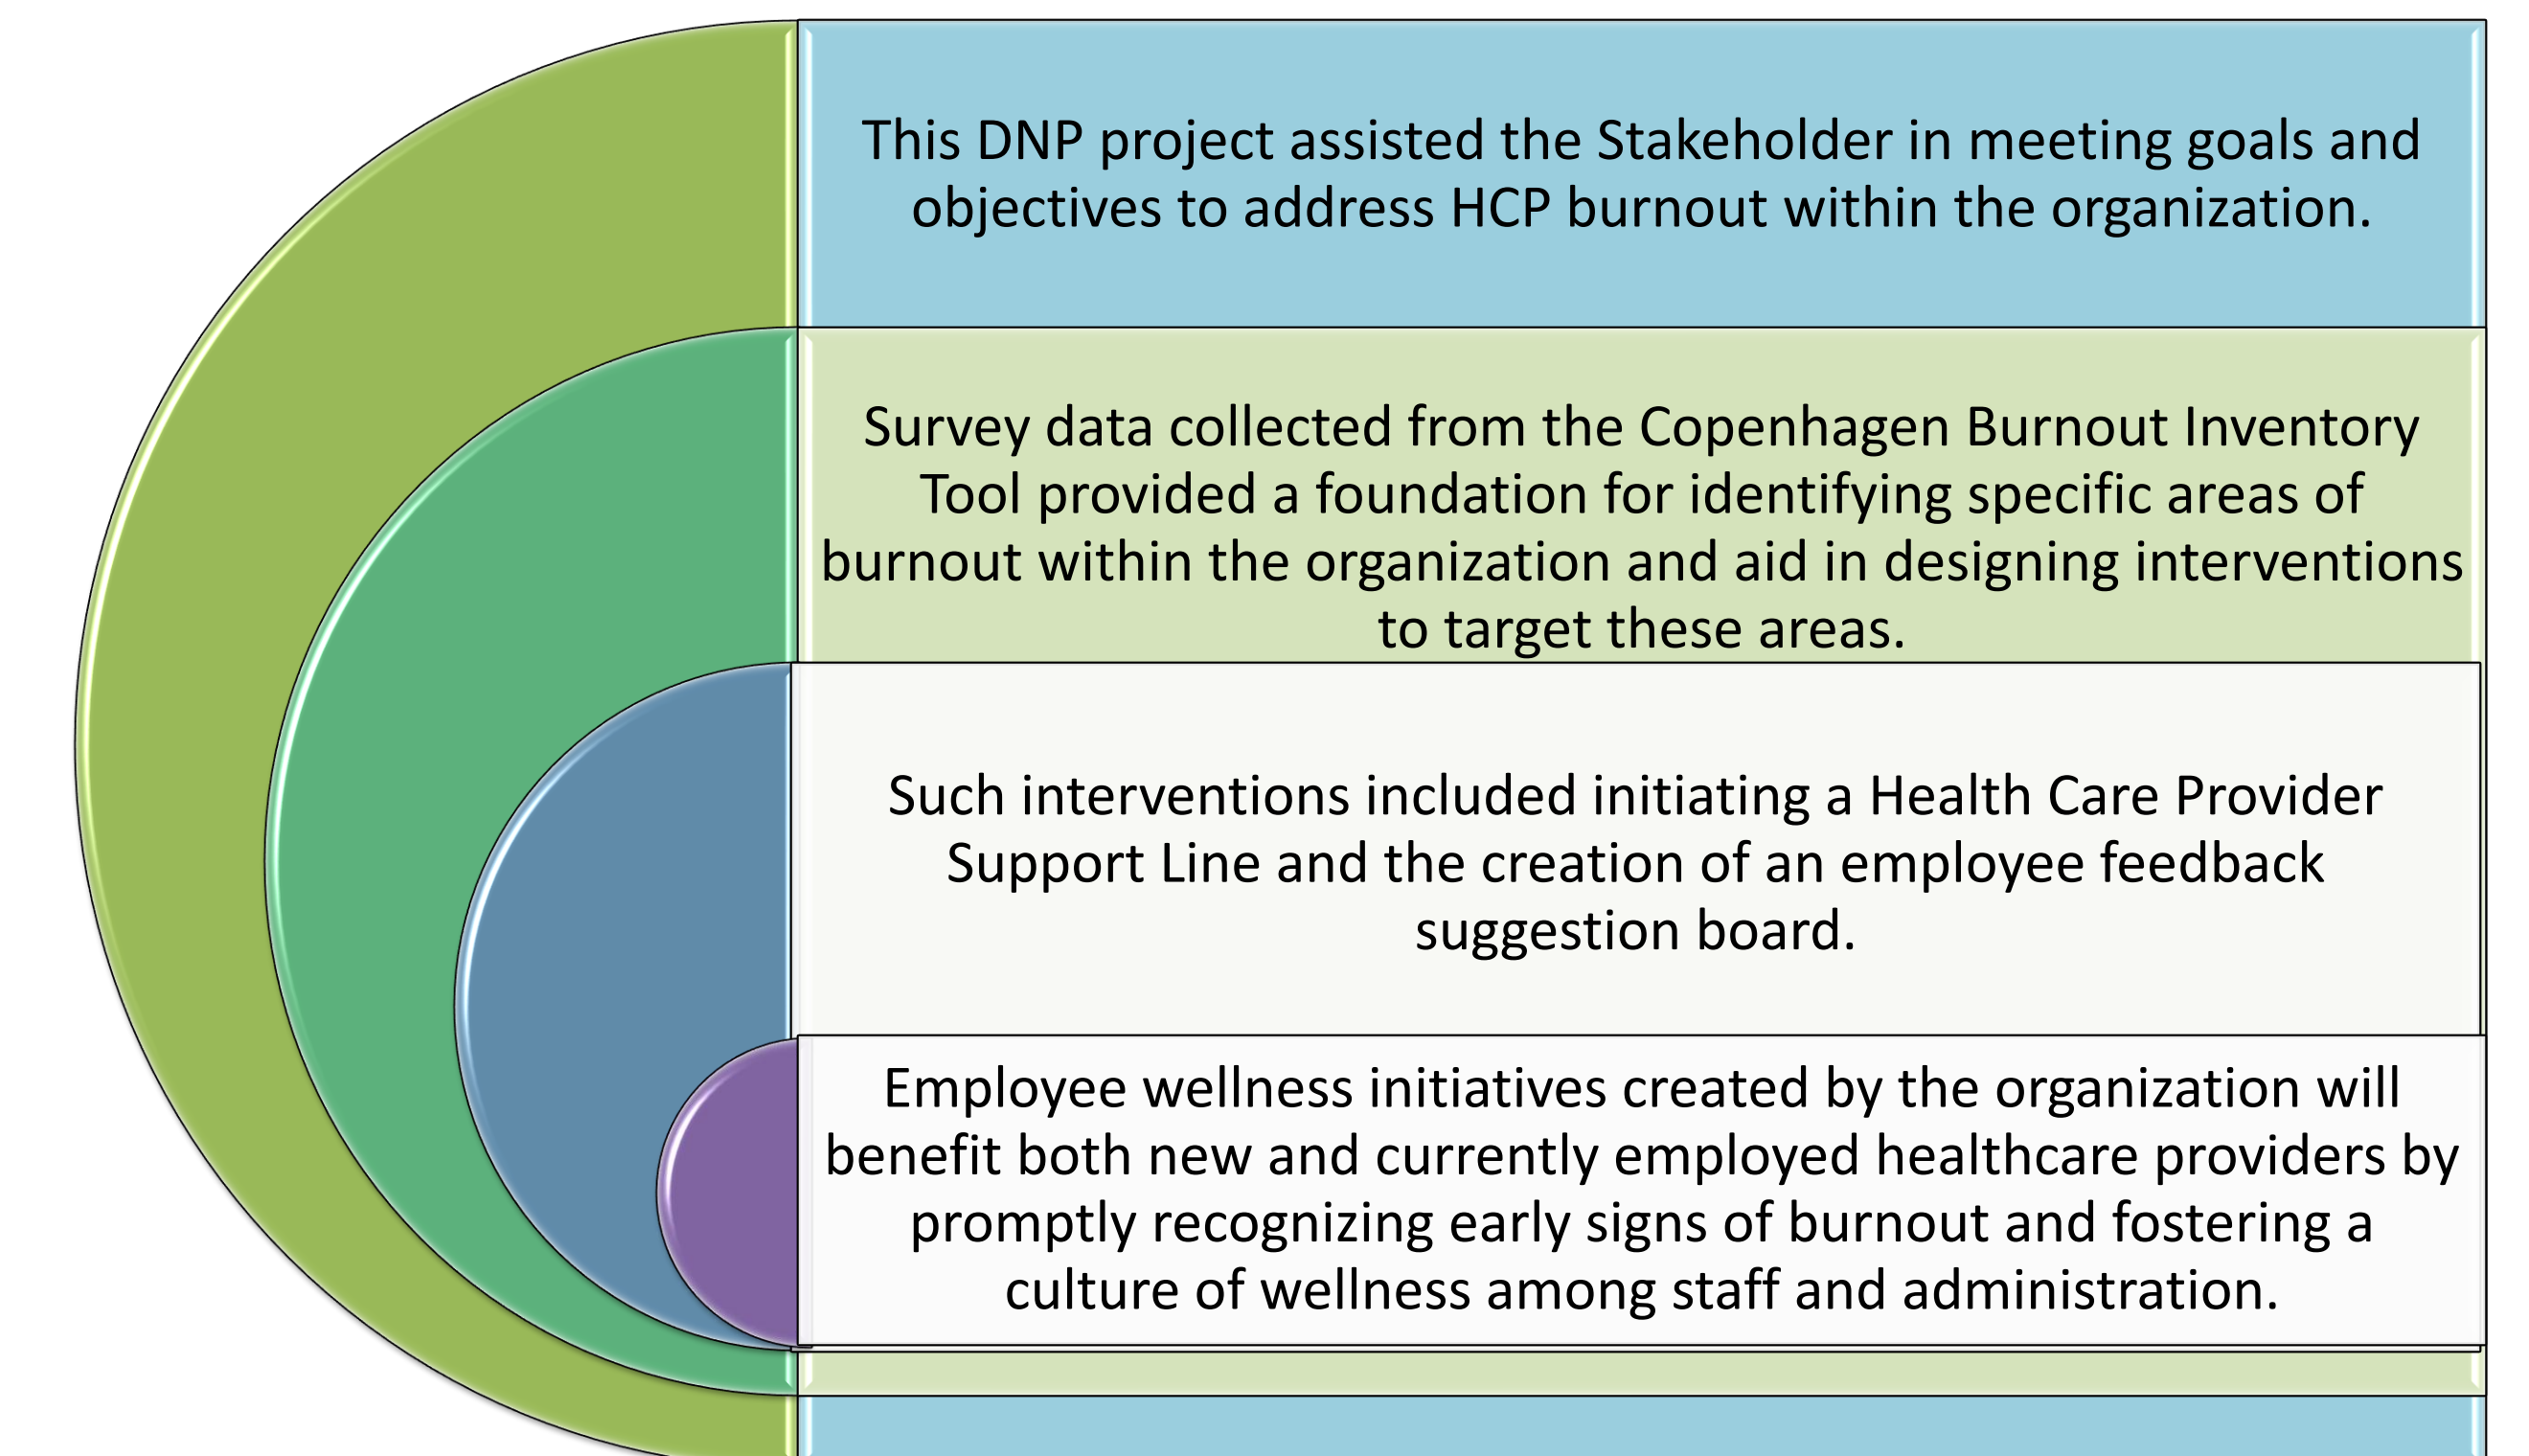 This DNP project assisted the Stakeholder in meeting goals and
objectives to address HCP burnout within the organization.
Survey data collected from the Copenhagen Burnout Inventory
Tool provided a foundation for identifying specific areas of
burnout within the organization and aid in designing interventions
to target these areas.
Such interventions included initiating a Health Care Provider
Support Line and the creation of an employee feedback
suggestion board.
Employee wellness initiatives created by the organization will
benefit both new and currently employed healthcare providers by
promptly recognizing early signs of burnout and fostering a
culture of wellness among staff and administration.